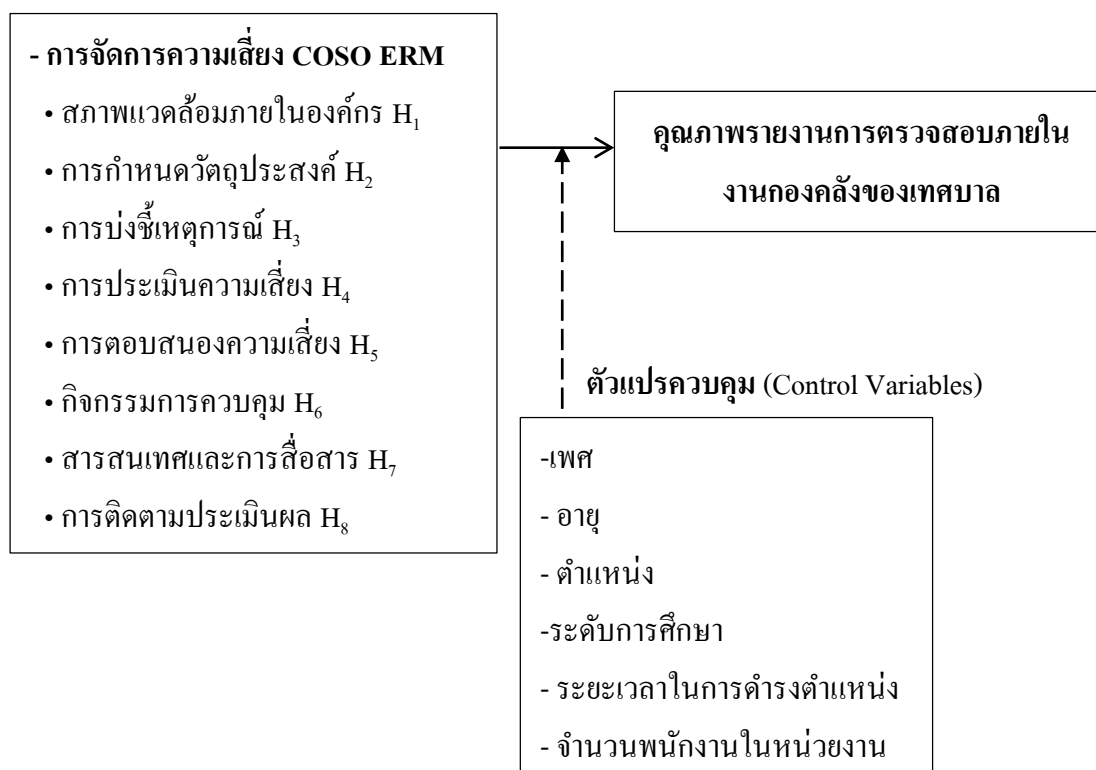 - การจัดการความเสี่ยง COSO ERM
• สภาพแวดล้อมภายในองค์กร H₁
• การกำหนดวัตถุประสงค์ H₂
• การบ่งชี้เหตุการณ์ H₃
• การประเมินความเสี่ยง H₄
• การตอบสนองความเสี่ยง H₅
• กิจกรรมการควบคุม H₆
• สารสนเทศและการสื่อสาร H₇
• การติดตามประเมินผล H₈
คุณภาพรายงานการตรวจสอบภายใน
งานกองคลังของเทศบาล
ตัวแปรควบคุม (Control Variables)
-เพศ
- อายุ
- ตำแหน่ง
-ระดับการศึกษา
- ระยะเวลาในการดำรงตำแหน่ง
- จำนวนพนักงานในหน่วยงาน